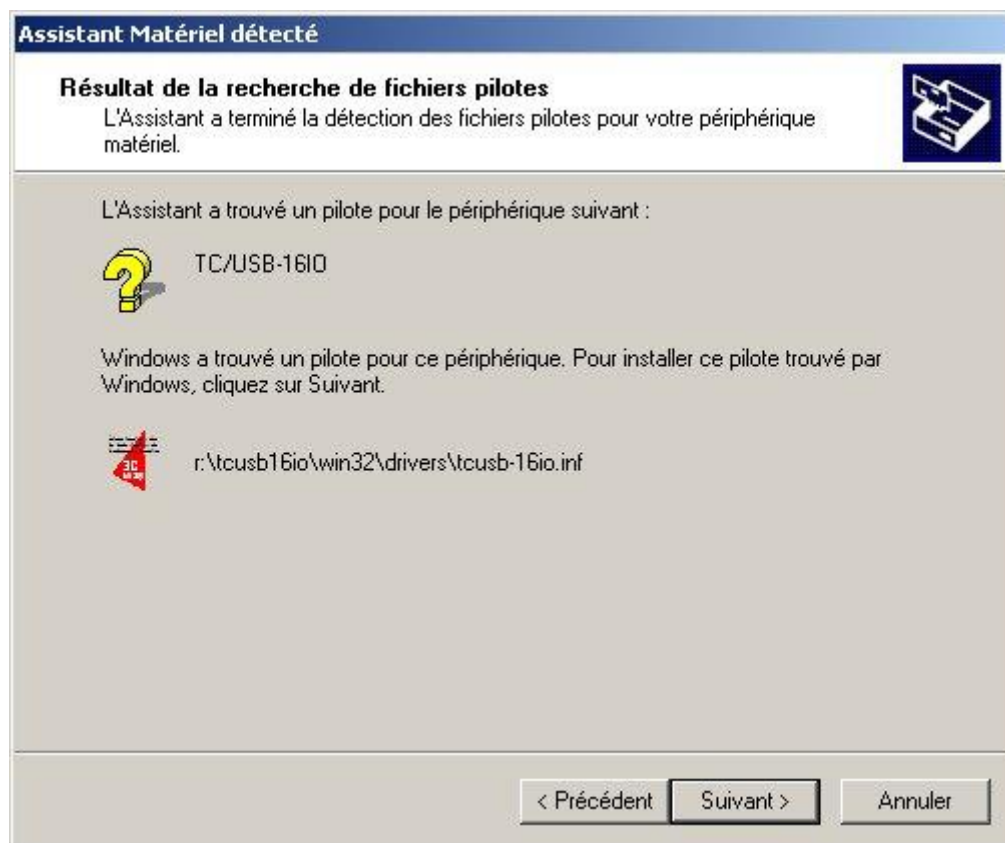 Assistant Matériel détecté
Résultat de la recherche de fichiers pilotes
L'Assistant a terminé la détection des fichiers pilotes pour votre périphérique
matériel.
L'Assistant a trouvé un pilote pour le périphérique suivant :
TC/USB-16IO
Windows a trouvé un pilote pour ce périphérique. Pour installer ce pilote trouvé par
Windows, cliquez sur Suivant.
r:\tcusb16io\win32\drivers\tcusb-16io.inf
< Précédent Suivant > Annuler